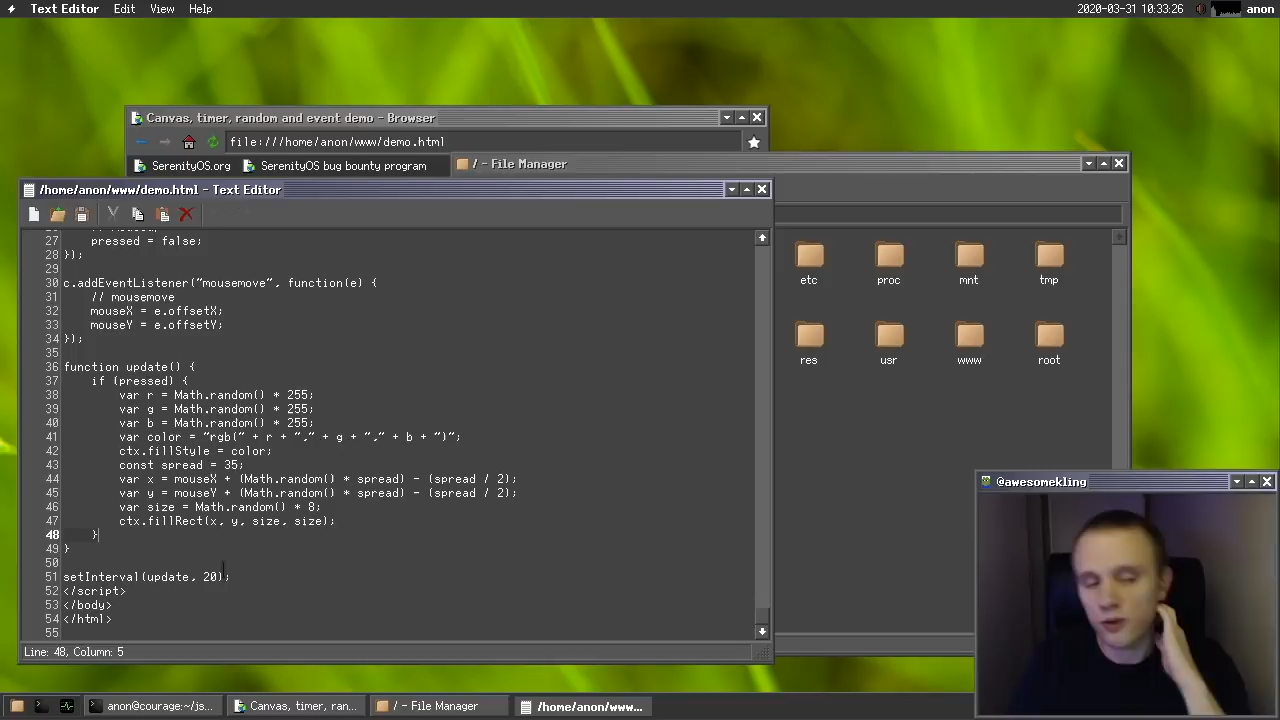 Text Editor Edit View Help 2020-03-31 10:33:26 anon
Canvas, timer, random and event demo - Browser
file:///home/anon/www/demo.html
SerenityOS.org SerenityOS bug bounty program
/ - File Manager
/home/anon/www/demo.html - Text Editor
27 pressed = false;
28 });
29
30 c.addEventListener("mousemove", function(e) {
31 // mousemove
32 mouseX = e.offsetX;
33 mouseY = e.offsetY;
34 });
35
36 function update() {
37 if (pressed) {
38 var r = Math.random() * 255;
39 var g = Math.random() * 255;
40 var b = Math.random() * 255;
41 var color = "rgb(" + r + "," + g + "," + b + ")";
42 ctx.fillStyle = color;
43 const spread = 35;
44 var x = mouseX + (Math.random() * spread) - (spread / 2);
45 var y = mouseY + (Math.random() * spread) - (spread / 2);
46 var size = Math.random() * 8;
47 ctx.fillRect(x, y, size, size);
48 }
49 }
50
51 setInterval(update, 20);
52 </script>
53 </body>
54 </html>
55
Line: 48, Column: 5
etc proc mnt tmp
res usr www root
@awesomekling
anon@courage:~/js... Canvas, timer, ran... / - File Manager /home/anon/www...